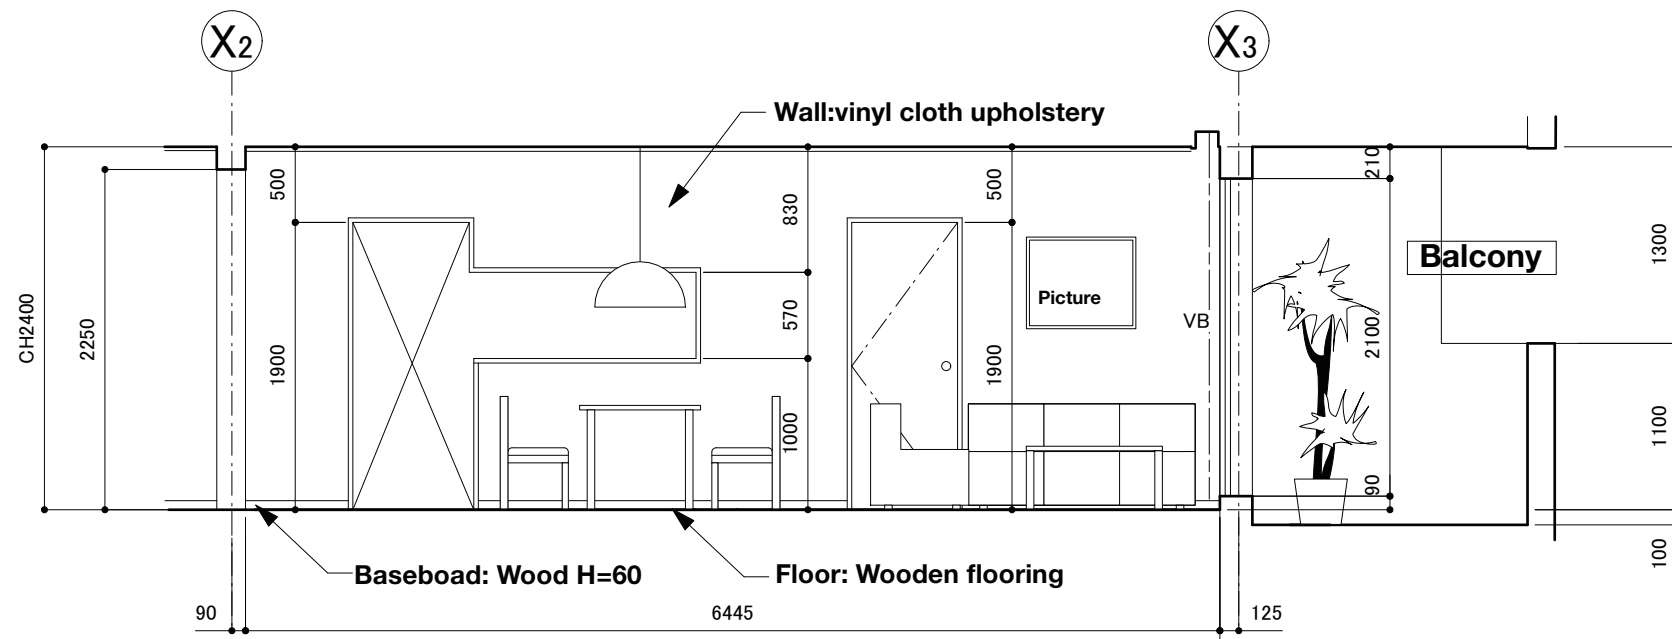 X2
X3
Wall:vinyl cloth upholstery
500
830
500
210
CH2400
2250
1900
570
1900
2100
1300
Balcony
Picture
VB
1000
90
1100
100
Baseboad: Wood H=60
Floor: Wooden flooring
90
6445
125